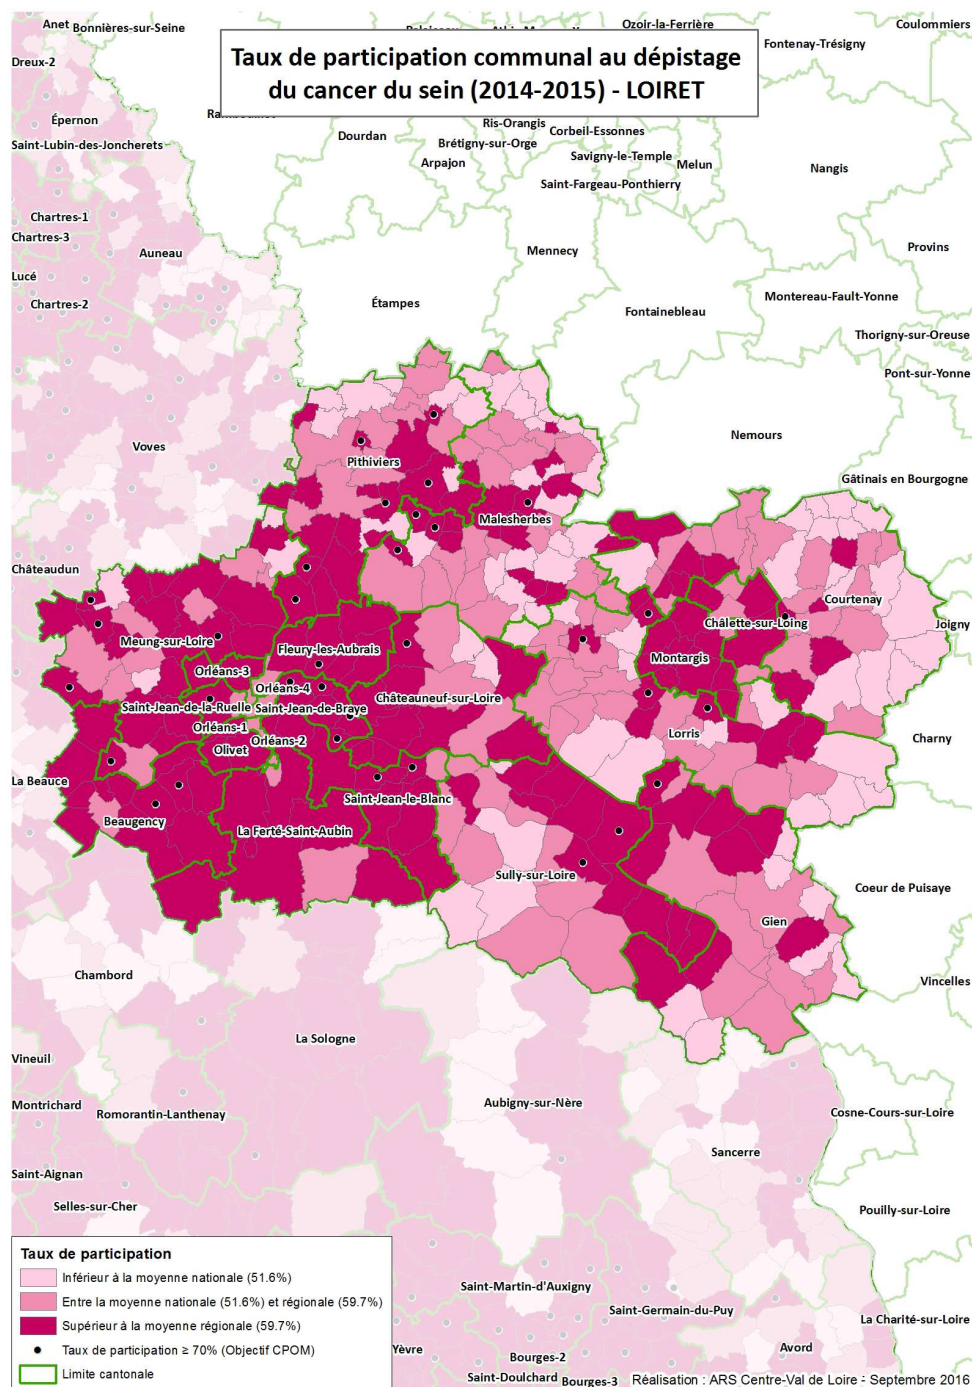 Anet
Bonnières-sur-Seine
Ozoir-la-Ferrière
Coulommiers
Taux de participation communal au dépistage
du cancer du sein (2014-2015) - LOIRET
Fontenay-Trésigny
Dreux-2
Épernon
Saint-Lubin-des-Joncherets
Dourdan
Ris-Orangis
Corbeil-Essonnes
Brétigny-sur-Orge
Arpajon
Savigny-le-Temple
Melun
Nangis
Saint-Fargeau-Ponthierry
Chartres-1
Chartres-3
Auneau
Mennecy
Provins
Lucé
Chartres-2
Étampes
Montereau-Fault-Yonne
Fontainebleau
Thorigny-sur-Oreuse
Pont-sur-Yonne
Voves
Nemours
Pithiviers
Gâtinais en Bourgogne
Malesherbes
Châteaudun
Courtenay
Joigny
Meung-sur-Loire
Fleury-les-Aubrais
Châlette-sur-Loing
Montargis
Orléans-3
Orléans-4
Châteauneuf-sur-Loire
Saint-Jean-de-la-Ruelle
Saint-Jean-de-Braye
Orléans-1
Orléans-2
Olivet
Lorris
Charny
La Beauce
Saint-Jean-le-Blanc
Beaugency
La Ferté-Saint-Aubin
Sully-sur-Loire
Coeur de Puisaye
Gien
Chambord
Vincelles
La Sologne
Vineuil
Montrichard
Romorantin-Lanthenay
Aubigny-sur-Nère
Cosne-Cours-sur-Loire
Sancerre
Saint-Aignan
Selles-sur-Cher
Pouilly-sur-Loire
Taux de participation
Inférieur à la moyenne nationale (51.6%)
Entre la moyenne nationale (51.6%) et régionale (59.7%)
Supérieur à la moyenne régionale (59.7%)
Taux de participation ≥ 70% (Objectif CPOM)
Limite cantonale
Saint-Martin-d'Auxigny
Saint-Germain-du-Puy
La Charité-sur-Loire
Yèvre
Bourges-2
Avord
Saint-Doulchard
Bourges-3
Réalisation : ARS Centre-Val de Loire - Septembre 2016